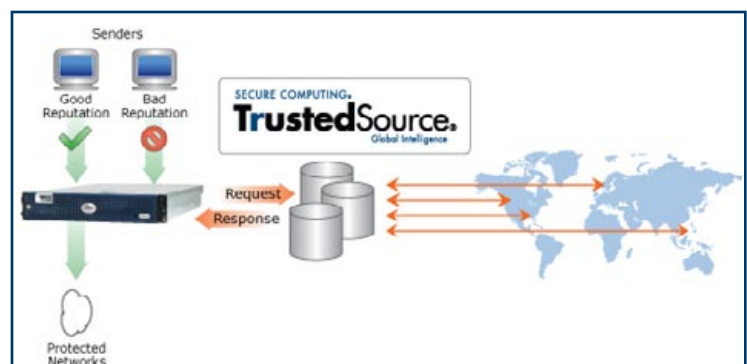 Senders
Good
Reputation
Bad
Reputation
SECURE COMPUTING®
TrustedSource®
Global Intelligence
Request
Response
Protected
Networks